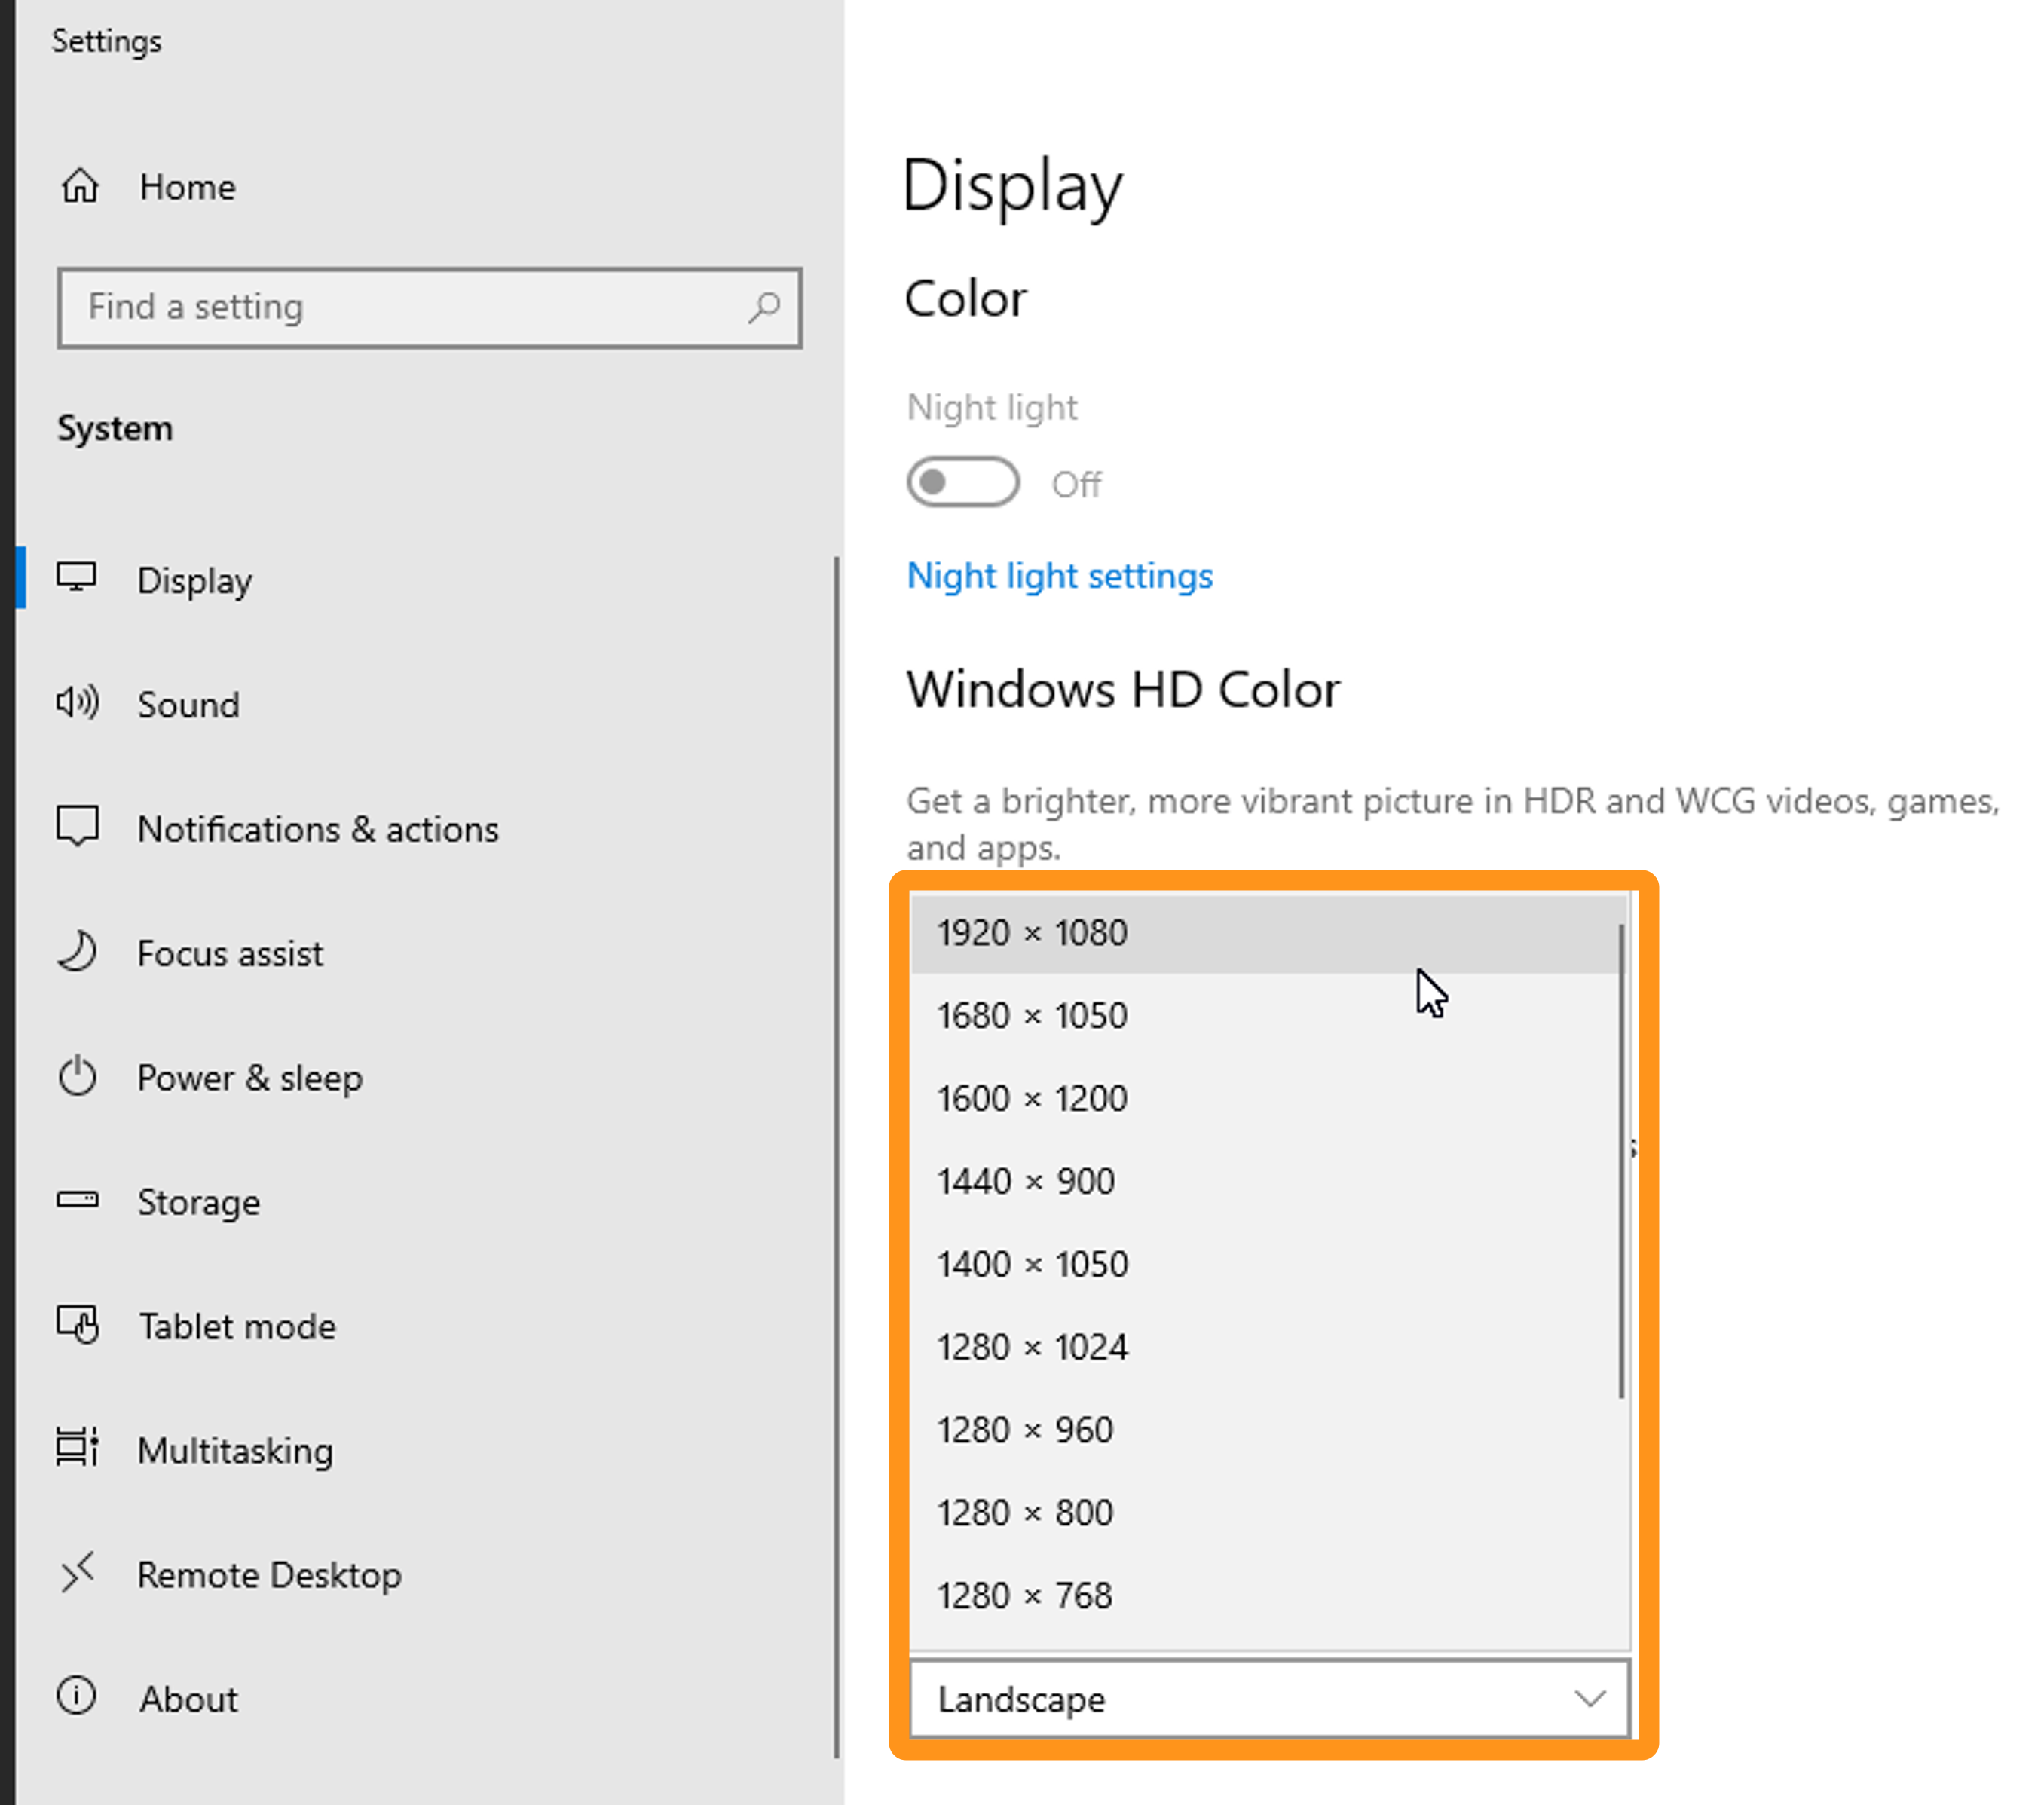 Settings
Home
Find a setting
System
Display
Sound
Notifications & actions
Focus assist
Power & sleep
Storage
Tablet mode
Multitasking
Remote Desktop
About
Display
Color
Night light
Off
Night light settings
Windows HD Color
Get a brighter, more vibrant picture in HDR and WCG videos, games,
and apps.
1920 × 1080
1680 × 1050
1600 × 1200
1440 × 900
1400 × 1050
1280 × 1024
1280 × 960
1280 × 800
1280 × 768
Landscape